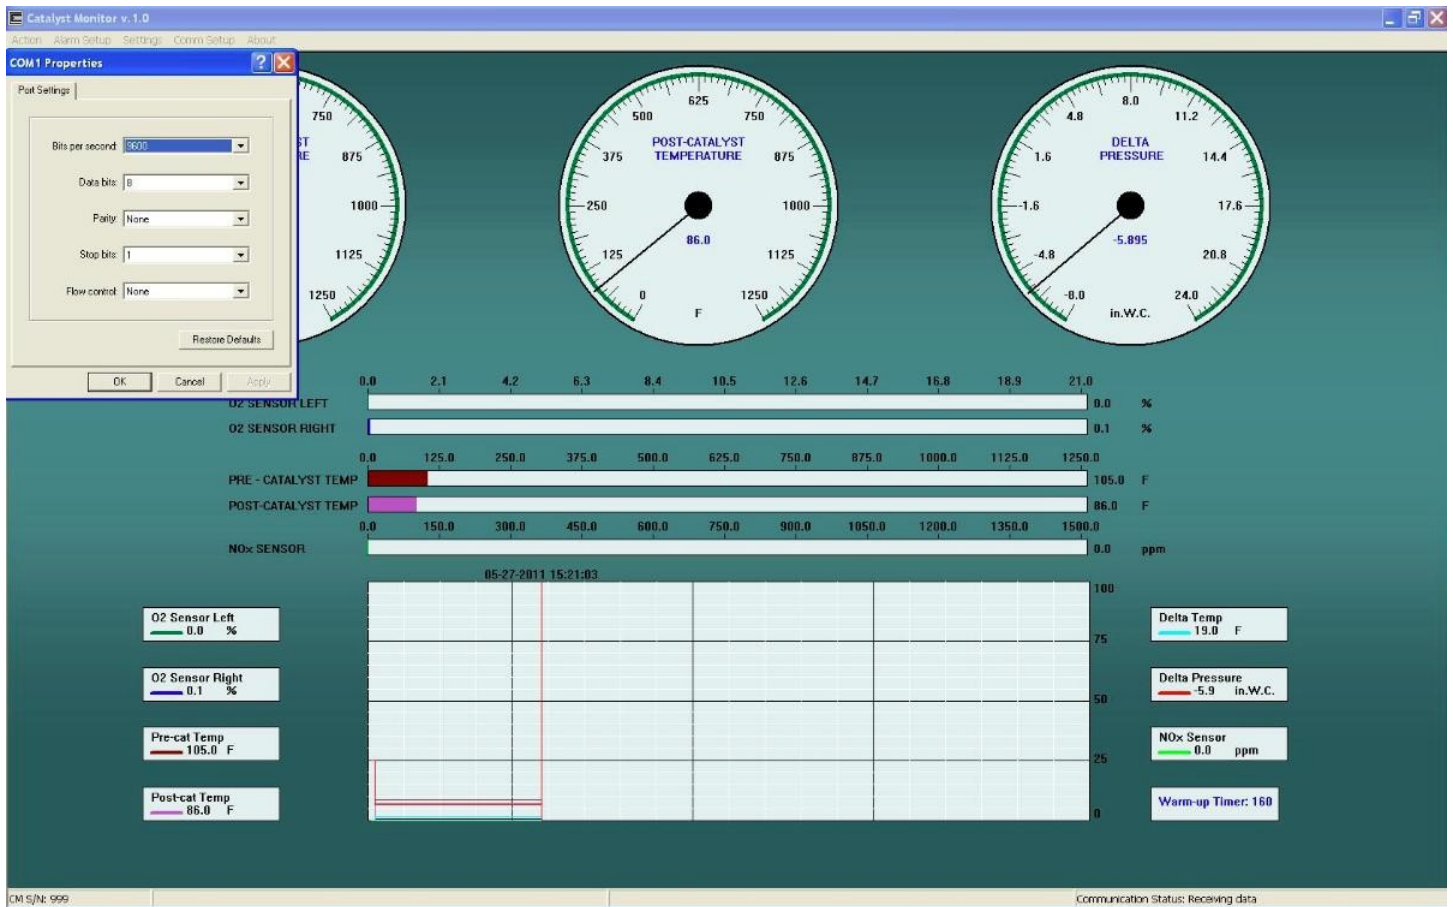 Catalyst Monitor v. 1.0
Action Alarm Setup Settings Comm Setup About
COM1 Properties
Port Settings
Bits per second: 9600
Data bits: 8
Parity: None
Stop bits: 1
Flow control: None
Restore Defaults
OK Cancel Apply
750
875
1000
1125
1250
625
500 750
POST-CATALYST
TEMPERATURE
375 875
250 1000
86.0
125 1125
0 1250
F
8.0
4.8 11.2
DELTA
PRESSURE
1.6 14.4
-1.6 17.6
-5.895
-4.8 20.8
-8.0 24.0
in.W.C.
0.0 2.1 4.2 6.3 8.4 10.5 12.6 14.7 16.8 18.9 21.0
O2 SENSOR LEFT 0.0 %
O2 SENSOR RIGHT 0.1 %
0.0 125.0 250.0 375.0 500.0 625.0 750.0 875.0 1000.0 1125.0 1250.0
PRE - CATALYST TEMP 105.0 F
POST-CATALYST TEMP 86.0 F
0.0 150.0 300.0 450.0 600.0 750.0 900.0 1050.0 1200.0 1350.0 1500.0
NOx SENSOR 0.0 ppm
05-27-2011 15:21:03
100
75
50
25
0
O2 Sensor Left
0.0 %
O2 Sensor Right
0.1 %
Pre-cat Temp
105.0 F
Post-cat Temp
86.0 F
Delta Temp
19.0 F
Delta Pressure
-5.9 in.W.C.
NOx Sensor
0.0 ppm
Warm-up Timer: 160
CM S/N: 999
Communication Status: Receiving data